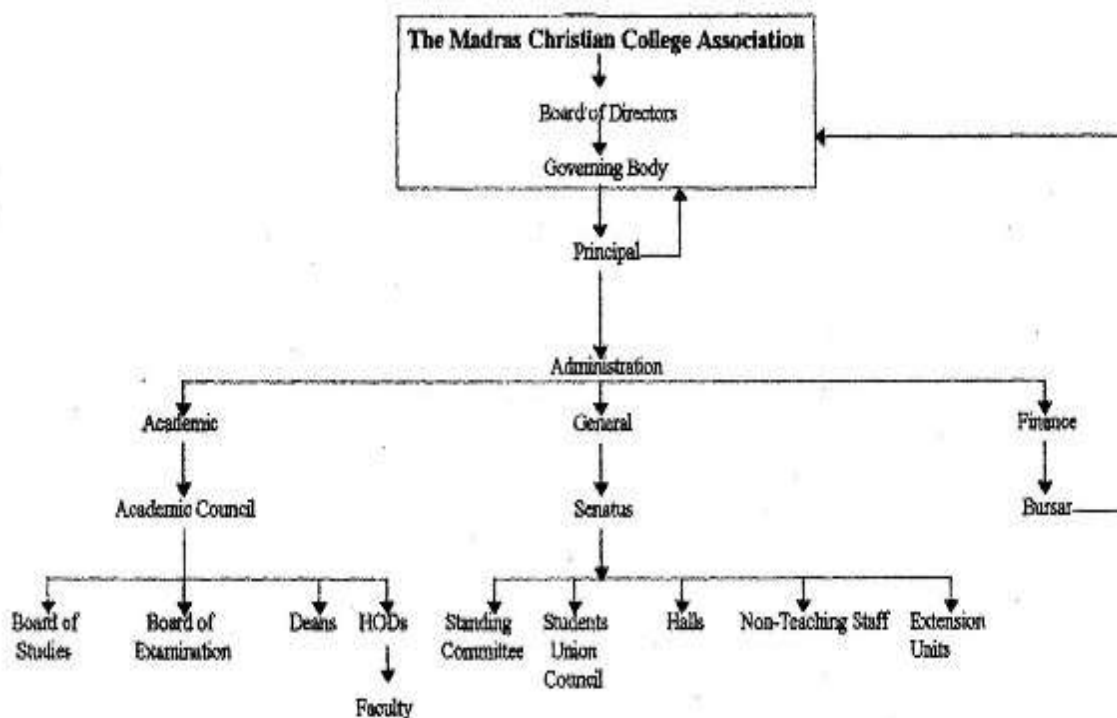 The Madras Christian College Association
Board of Directors
Governing Body
Principal
Administration
Academic
General
Finance
Academic Council
Senatus
Bursar
Board of
Studies
Board of
Examination
Deans
HODs
Standing
Committee
Students
Union
Council
Halls
Non-Teaching Staff
Extension
Units
Faculty